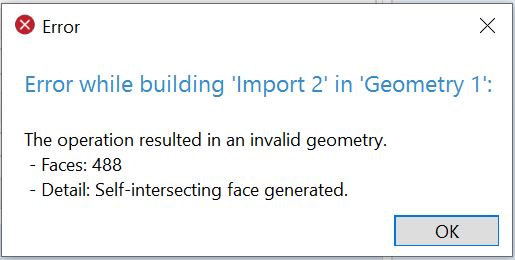 Error
Error while building 'Import 2' in 'Geometry 1':
The operation resulted in an invalid geometry.
- Faces: 488
- Detail: Self-intersecting face generated.
OK